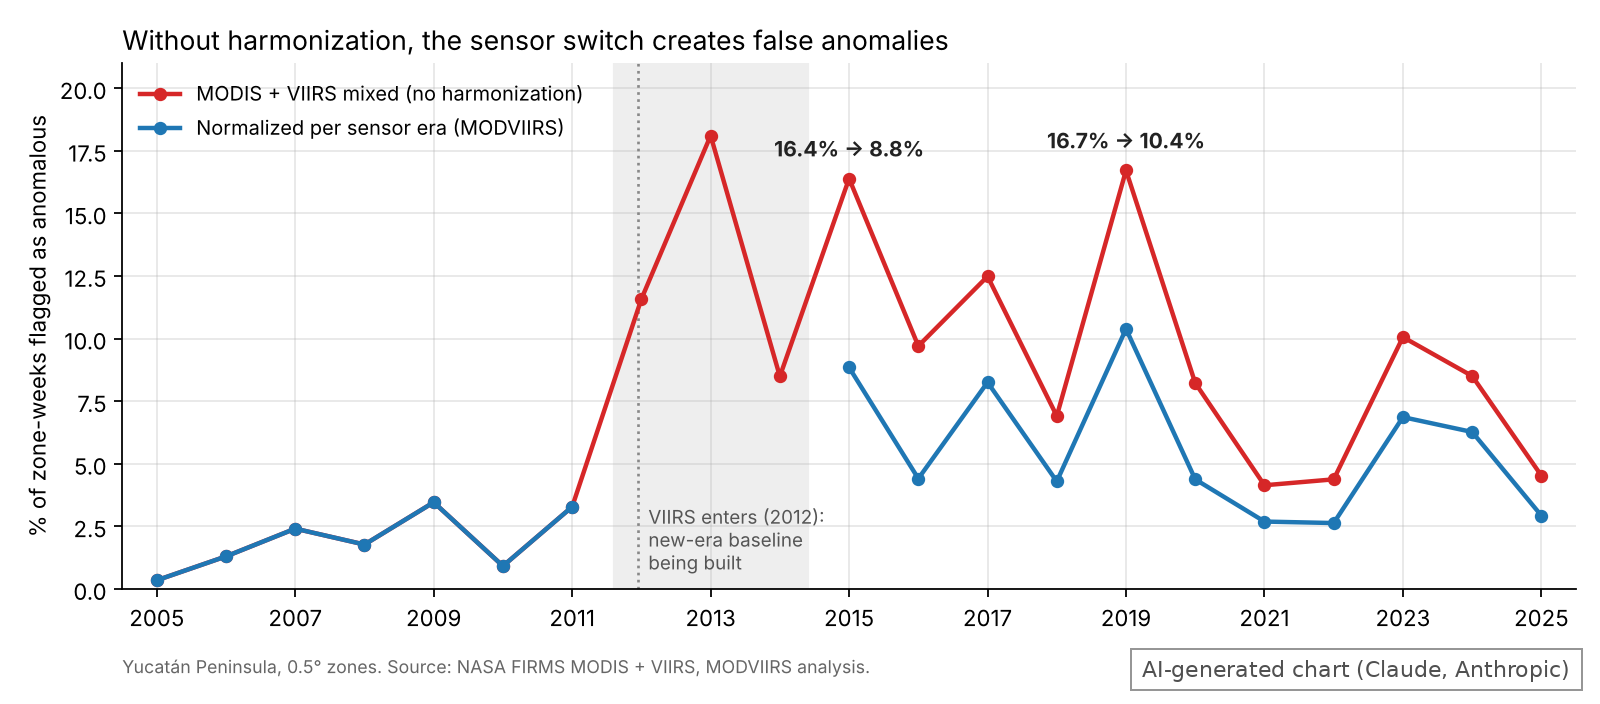 Without harmonization, the sensor switch creates false anomalies
MODIS + VIIRS mixed (no harmonization)
Normalized per sensor era (MODVIIRS)
16.4% → 8.8%
16.7% → 10.4%
% of zone-weeks flagged as anomalous
20.0
17.5
15.0
12.5
10.0
7.5
5.0
2.5
0.0
VIIRS enters (2012):
new-era baseline
being built
2005 2007 2009 2011 2013 2015 2017 2019 2021 2023 2025
Yucatán Peninsula, 0.5° zones. Source: NASA FIRMS MODIS + VIIRS, MODVIIRS analysis.
AI-generated chart (Claude, Anthropic)